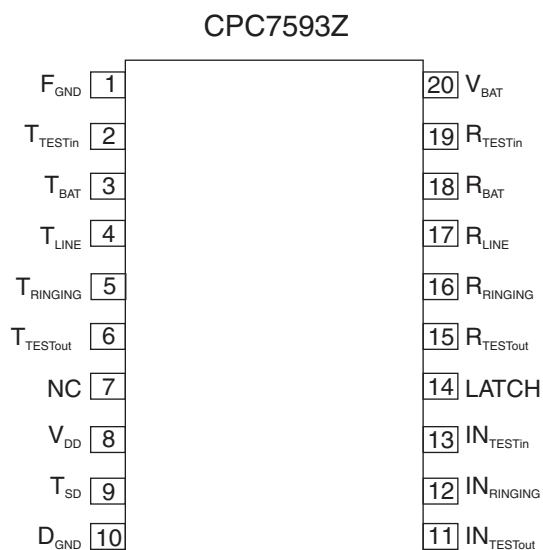 CPC7593Z
F_GND 1 20 V_BAT
T_TESTin 2 19 R_TESTin
T_BAT 3 18 R_BAT
T_LINE 4 17 R_LINE
T_RINGING 5 16 R_RINGING
T_TESTout 6 15 R_TESTout
NC 7 14 LATCH
V_DD 8 13 IN_TESTin
T_SD 9 12 IN_RINGING
D_GND 10 11 IN_TESTout